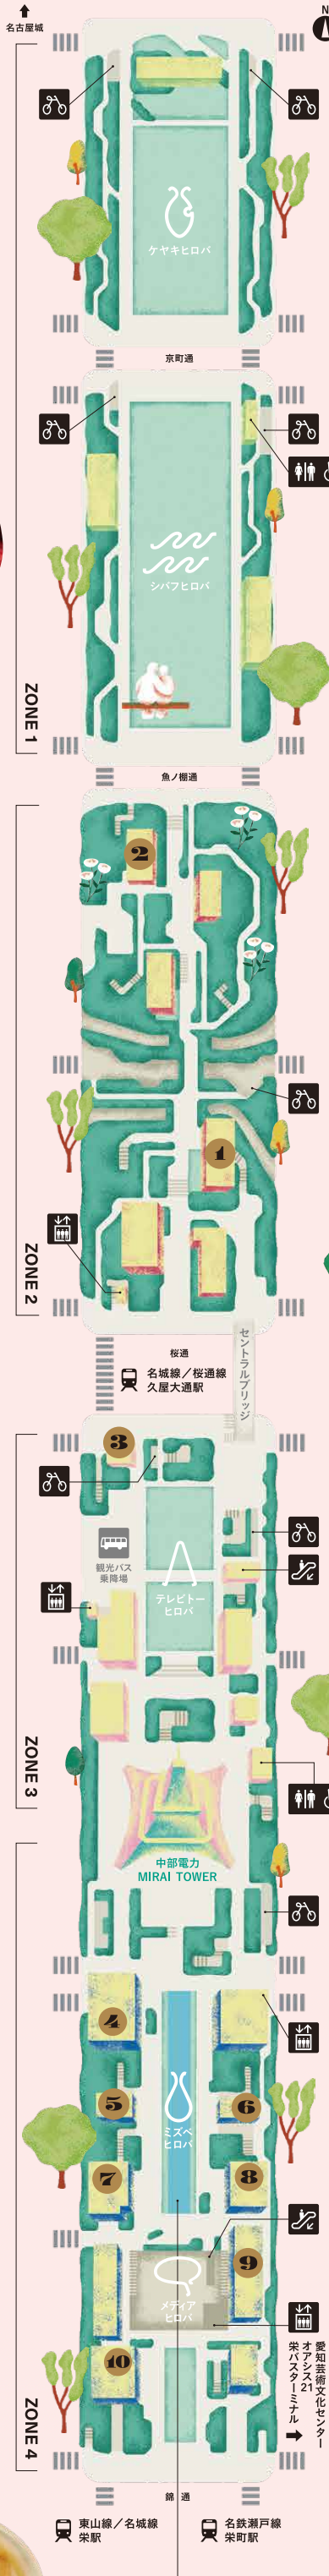 N
名古屋城
ケヤキヒロバ
京町通
シバフヒロバ
ZONE 1
魚ノ棚通
2
1
ZONE 2
セントラルブリッジ
桜通
名城線／桜通線
久屋大通駅
3
観光バス
乗降場
テレビトー
ヒロバ
ZONE 3
中部電力
MIRAI TOWER
4
5
6
ミズベ
ヒロバ
7
8
9
メディア
ヒロバ
10
愛知芸術文化センター
オアシス21
栄バスターミナル
ZONE 4
錦通
東山線／名城線
栄駅
名鉄瀬戸線
栄町駅